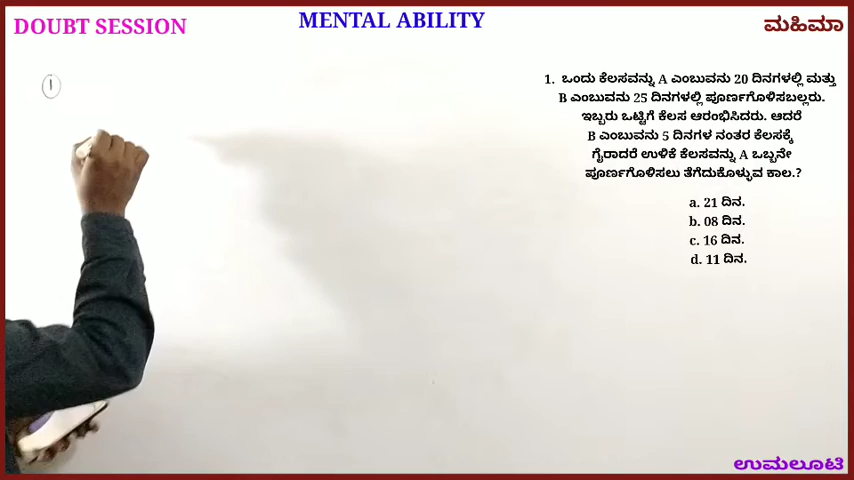 DOUBT SESSION
MENTAL ABILITY
ಮಹಿಮಾ
1
1. ಒಂದು ಕೆಲಸವನ್ನು A ಎಂಬುವನು 20 ದಿನಗಳಲ್ಲಿ ಮತ್ತು
B ಎಂಬುವನು 25 ದಿನಗಳಲ್ಲಿ ಪೂರ್ಣಗೊಳಿಸಬಲ್ಲರು.
ಇಬ್ಬರು ಒಟ್ಟಿಗೆ ಕೆಲಸ ಆರಂಭಿಸಿದರು. ಆದರೆ
B ಎಂಬುವನು 5 ದಿನಗಳ ನಂತರ ಕೆಲಸಕ್ಕೆ
ಗೈರಾದರೆ ಉಳಿಕೆ ಕೆಲಸವನ್ನು A ಒಬ್ಬನೇ
ಪೂರ್ಣಗೊಳಿಸಲು ತೆಗೆದುಕೊಳ್ಳುವ ಕಾಲ.?
a. 21 ದಿನ.
b. 08 ದಿನ.
c. 16 ದಿನ.
d. 11 ದಿನ.
ಉಮಲೂಟಿ